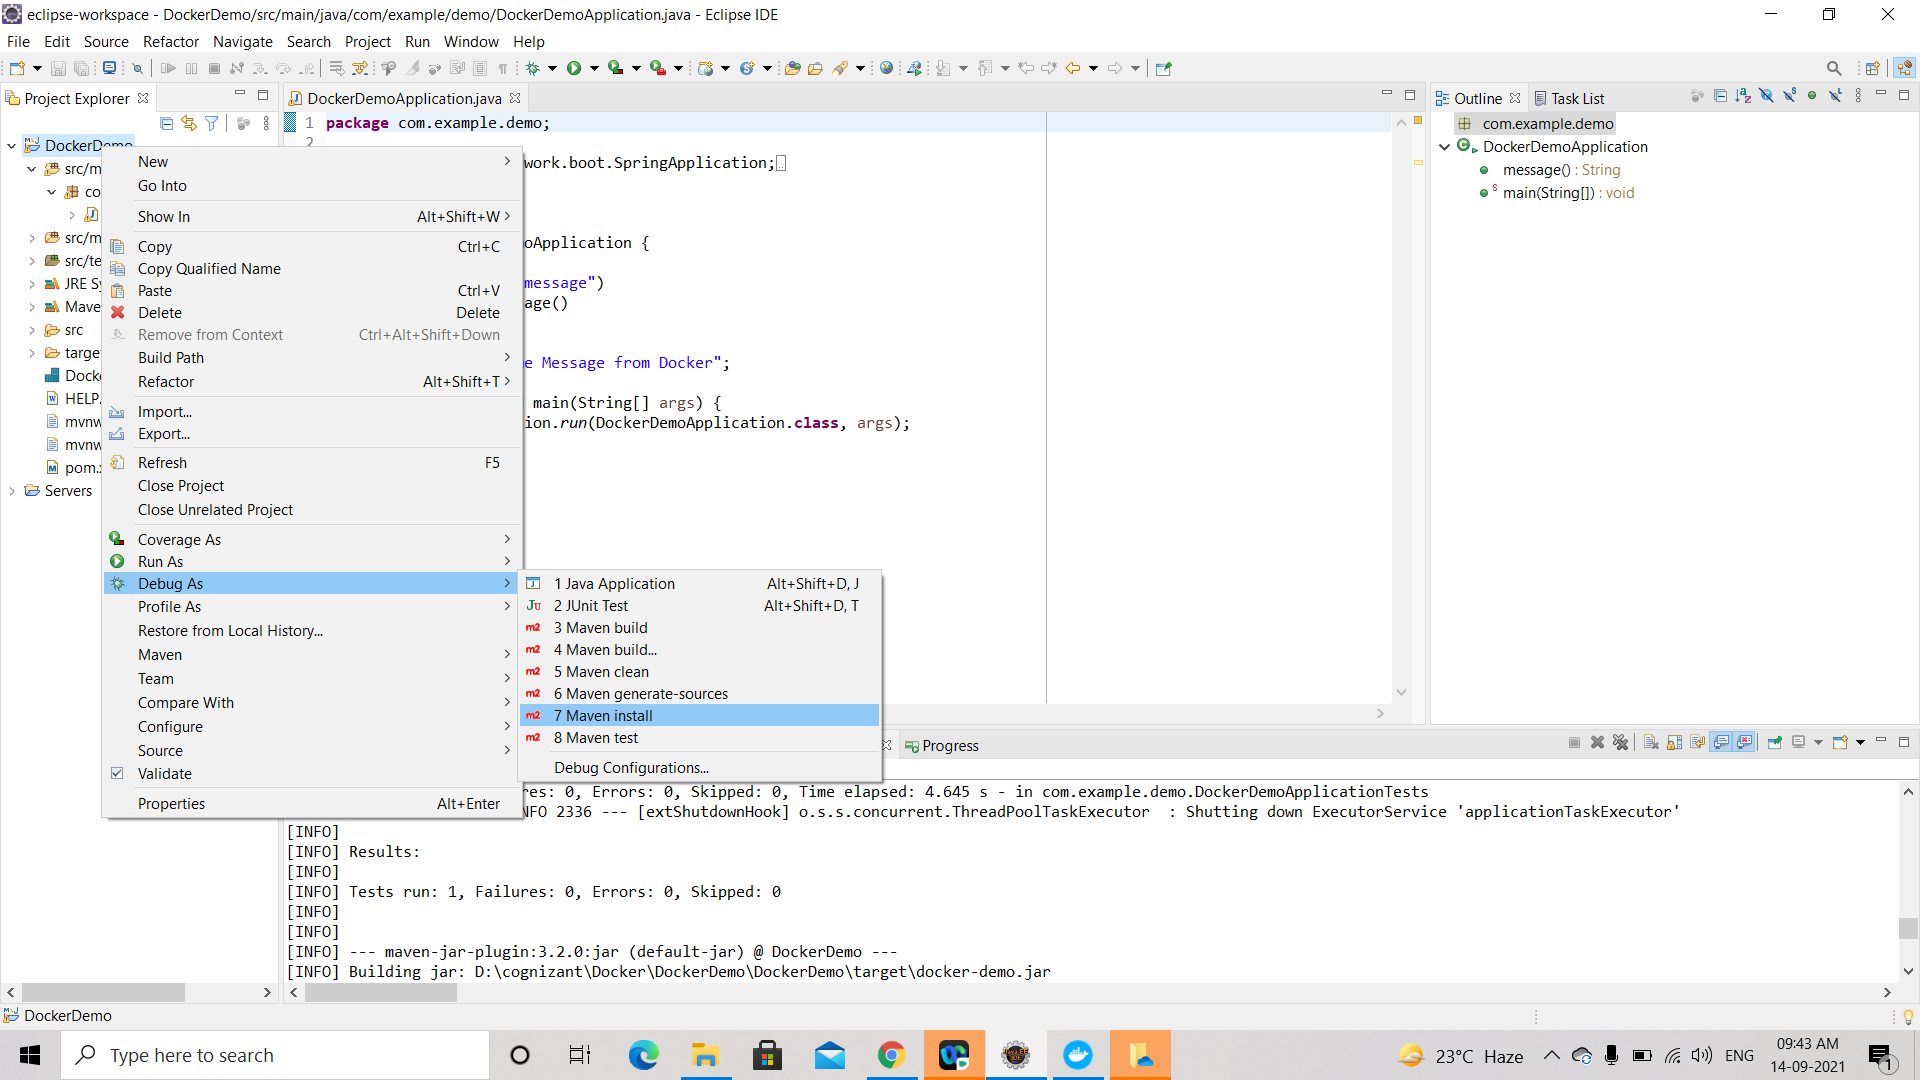 eclipse-workspace - DockerDemo/src/main/java/com/example/demo/DockerDemoApplication.java - Eclipse IDE
File Edit Source Refactor Navigate Search Project Run Window Help
Project Explorer
DockerDemo
src/m
co
src/m
src/te
JRE Sy
Mave
src
targe
Docke
HELP.
mvnw
mvnw
pom.x
Servers
New
Go Into
Show In Alt+Shift+W
Copy Ctrl+C
Copy Qualified Name
Paste Ctrl+V
Delete Delete
Remove from Context Ctrl+Alt+Shift+Down
Build Path
Refactor Alt+Shift+T
Import...
Export...
Refresh F5
Close Project
Close Unrelated Project
Coverage As
Run As
Debug As
Profile As
Restore from Local History...
Maven
Team
Compare With
Configure
Source
Validate
Properties Alt+Enter
1 Java Application Alt+Shift+D, J
2 JUnit Test Alt+Shift+D, T
3 Maven build
4 Maven build...
5 Maven clean
6 Maven generate-sources
7 Maven install
8 Maven test
Debug Configurations...
DockerDemoApplication.java
1 package com.example.demo;
2
work.boot.SpringApplication;
oApplication {
message")
age()
e Message from Docker";
main(String[] args) {
ion.run(DockerDemoApplication.class, args);
Outline Task List
com.example.demo
DockerDemoApplication
message() : String
main(String[]) : void
Progress
res: 0, Errors: 0, Skipped: 0, Time elapsed: 4.645 s - in com.example.demo.DockerDemoApplicationTests
NFO 2336 --- [extShutdownHook] o.s.s.concurrent.ThreadPoolTaskExecutor : Shutting down ExecutorService 'applicationTaskExecutor'
[INFO]
[INFO] Results:
[INFO]
[INFO] Tests run: 1, Failures: 0, Errors: 0, Skipped: 0
[INFO]
[INFO]
[INFO] --- maven-jar-plugin:3.2.0:jar (default-jar) @ DockerDemo ---
[INFO] Building jar: D:\cognizant\Docker\DockerDemo\DockerDemo\target\docker-demo.jar
DockerDemo
Type here to search
23°C Haze
ENG
09:43 AM
14-09-2021
1